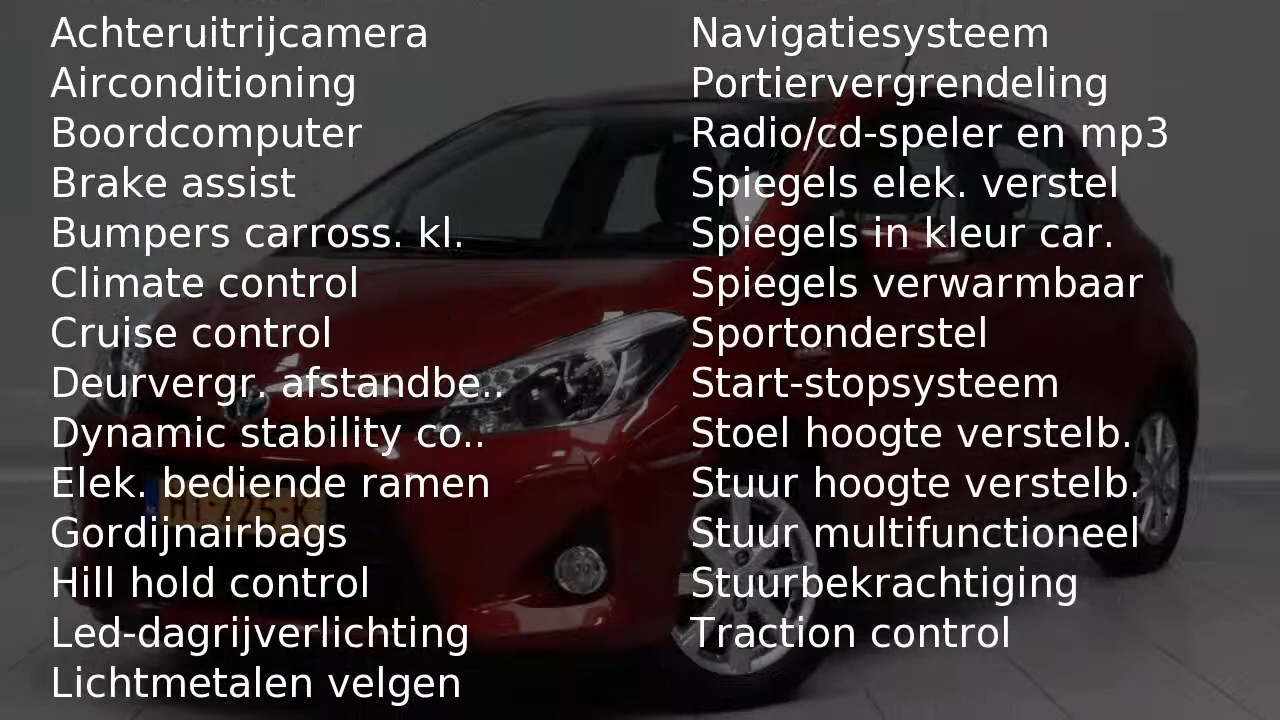 Achteruitrijcamera
Airconditioning
Boordcomputer
Brake assist
Bumpers carross. kl.
Climate control
Cruise control
Deurvergr. afstandbe..
Dynamic stability co..
Elek. bediende ramen
Gordijnairbags
Hill hold control
Led-dagrijverlichting
Lichtmetalen velgen
Navigatiesysteem
Portiervergrendeling
Radio/cd-speler en mp3
Spiegels elek. verstel
Spiegels in kleur car.
Spiegels verwarmbaar
Sportonderstel
Start-stopsysteem
Stoel hoogte verstelb.
Stuur hoogte verstelb.
Stuur multifunctioneel
Stuurbekrachtiging
Traction control